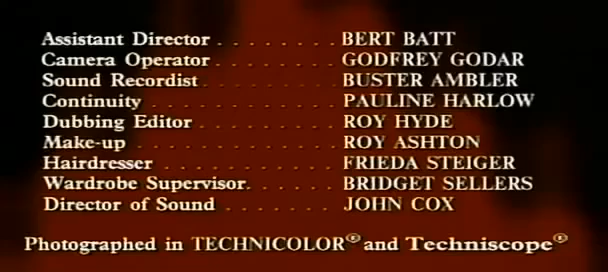 Assistant Director . . . . . . . . BERT BATT
Camera Operator . . . . . . . . GODFREY GODAR
Sound Recordist . . . . . . . . BUSTER AMBLER
Continuity . . . . . . . . . . . PAULINE HARLOW
Dubbing Editor . . . . . . . . . ROY HYDE
Make-up . . . . . . . . . . . . ROY ASHTON
Hairdresser . . . . . . . . . . FRIEDA STEIGER
Wardrobe Supervisor. . . . . . BRIDGET SELLERS
Director of Sound . . . . . . . JOHN COX
Photographed in TECHNICOLOR® and Techniscope®